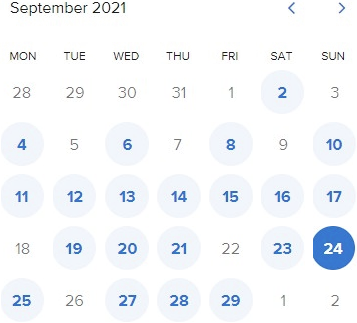 September 2021
MON TUE WED THU FRI SAT SUN
28 29 30 31 1 2 3
4 5 6 7 8 9 10
11 12 13 14 15 16 17
18 19 20 21 22 23 24
25 26 27 28 29 1 2